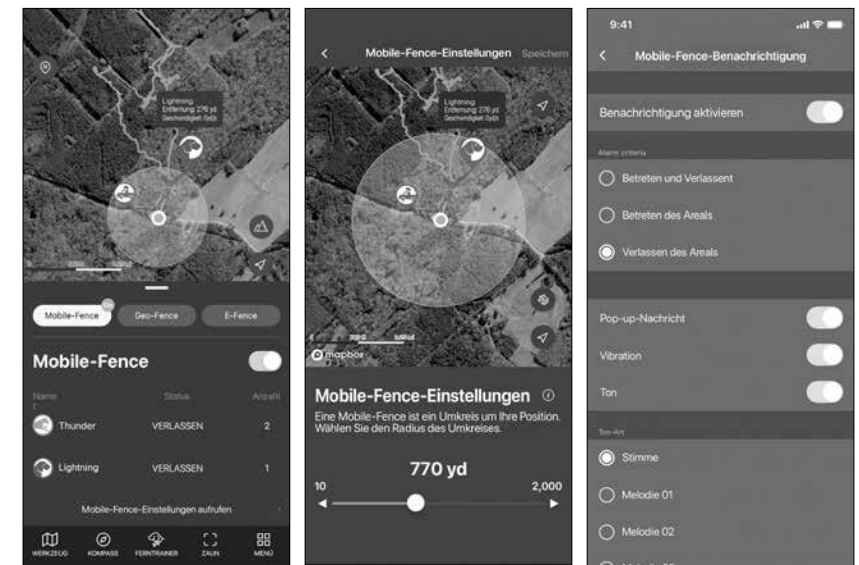 Lightning
Entfernung: 276 yd
Mobile-Fence
Geo-Fence
E-Fence
Mobile-Fence
Name
Status
Anzahl
Thunder
VERLASSEN
2
Lightning
VERLASSEN
1
Mobile-Fence-Einstellungen aufrufen
WERKZEUG
KOMPASS
FERNTRAINER
ZAUN
MENÜ
Mobile-Fence-Einstellungen
Speichern
Lightning
Entfernung: 276 yd
mapbox
Mobile-Fence-Einstellungen
Eine Mobile-Fence ist ein Umkreis um Ihre Position.
Wählen Sie den Radius des Umkreises.
770 yd
10
2,000
9:41
Mobile-Fence-Benachrichtigung
Benachrichtigung aktivieren
Alarm criteria
Betreten und Verlassent
Betreten des Areals
Verlassen des Areals
Pop-up-Nachricht
Vibration
Ton
Ton-Art
Stimme
Melodie 01
Melodie 02